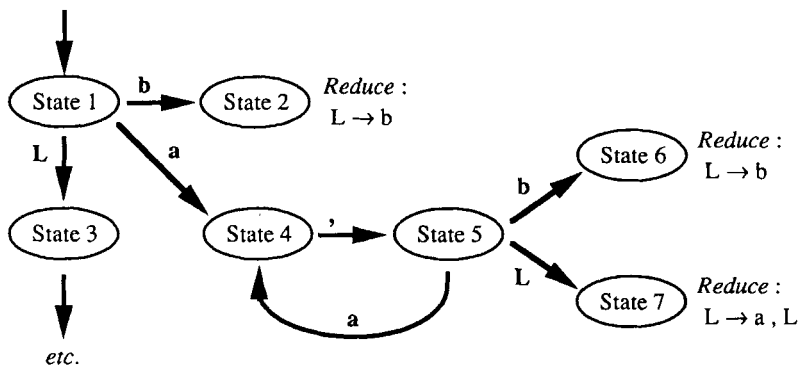 b
State 1
State 2
Reduce :
L → b
L
a
State 6
Reduce :
L → b
b
State 3
State 4
,
State 5
L
State 7
Reduce :
L → a , L
a
etc.